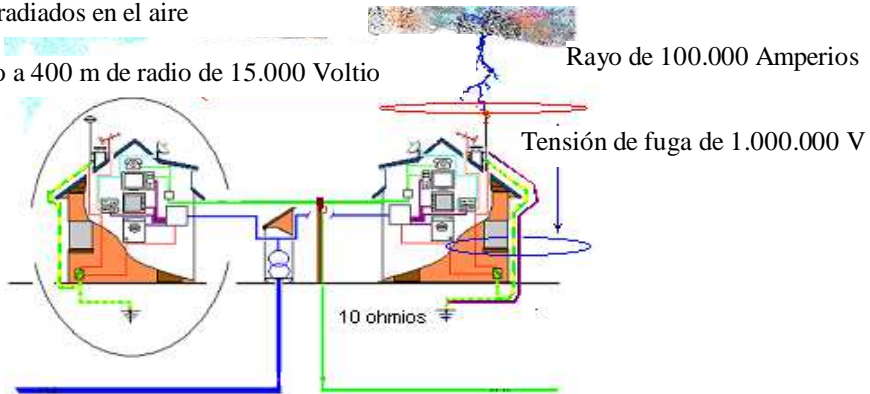 radiados en el aire
o a 400 m de radio de 15.000 Voltio
Rayo de 100.000 Amperios
Tensión de fuga de 1.000.000 V
10 ohmios